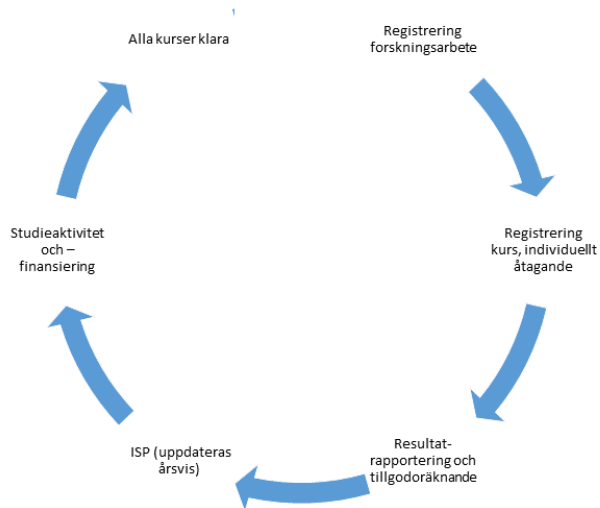 Alla kurser klara
Registrering
forskningsarbete
Registrering
kurs, individuellt
åtagande
Resultat-
rapportering och
tillgodoräknande
ISP (uppdateras
årsvis)
Studieaktivitet
och –
finansiering